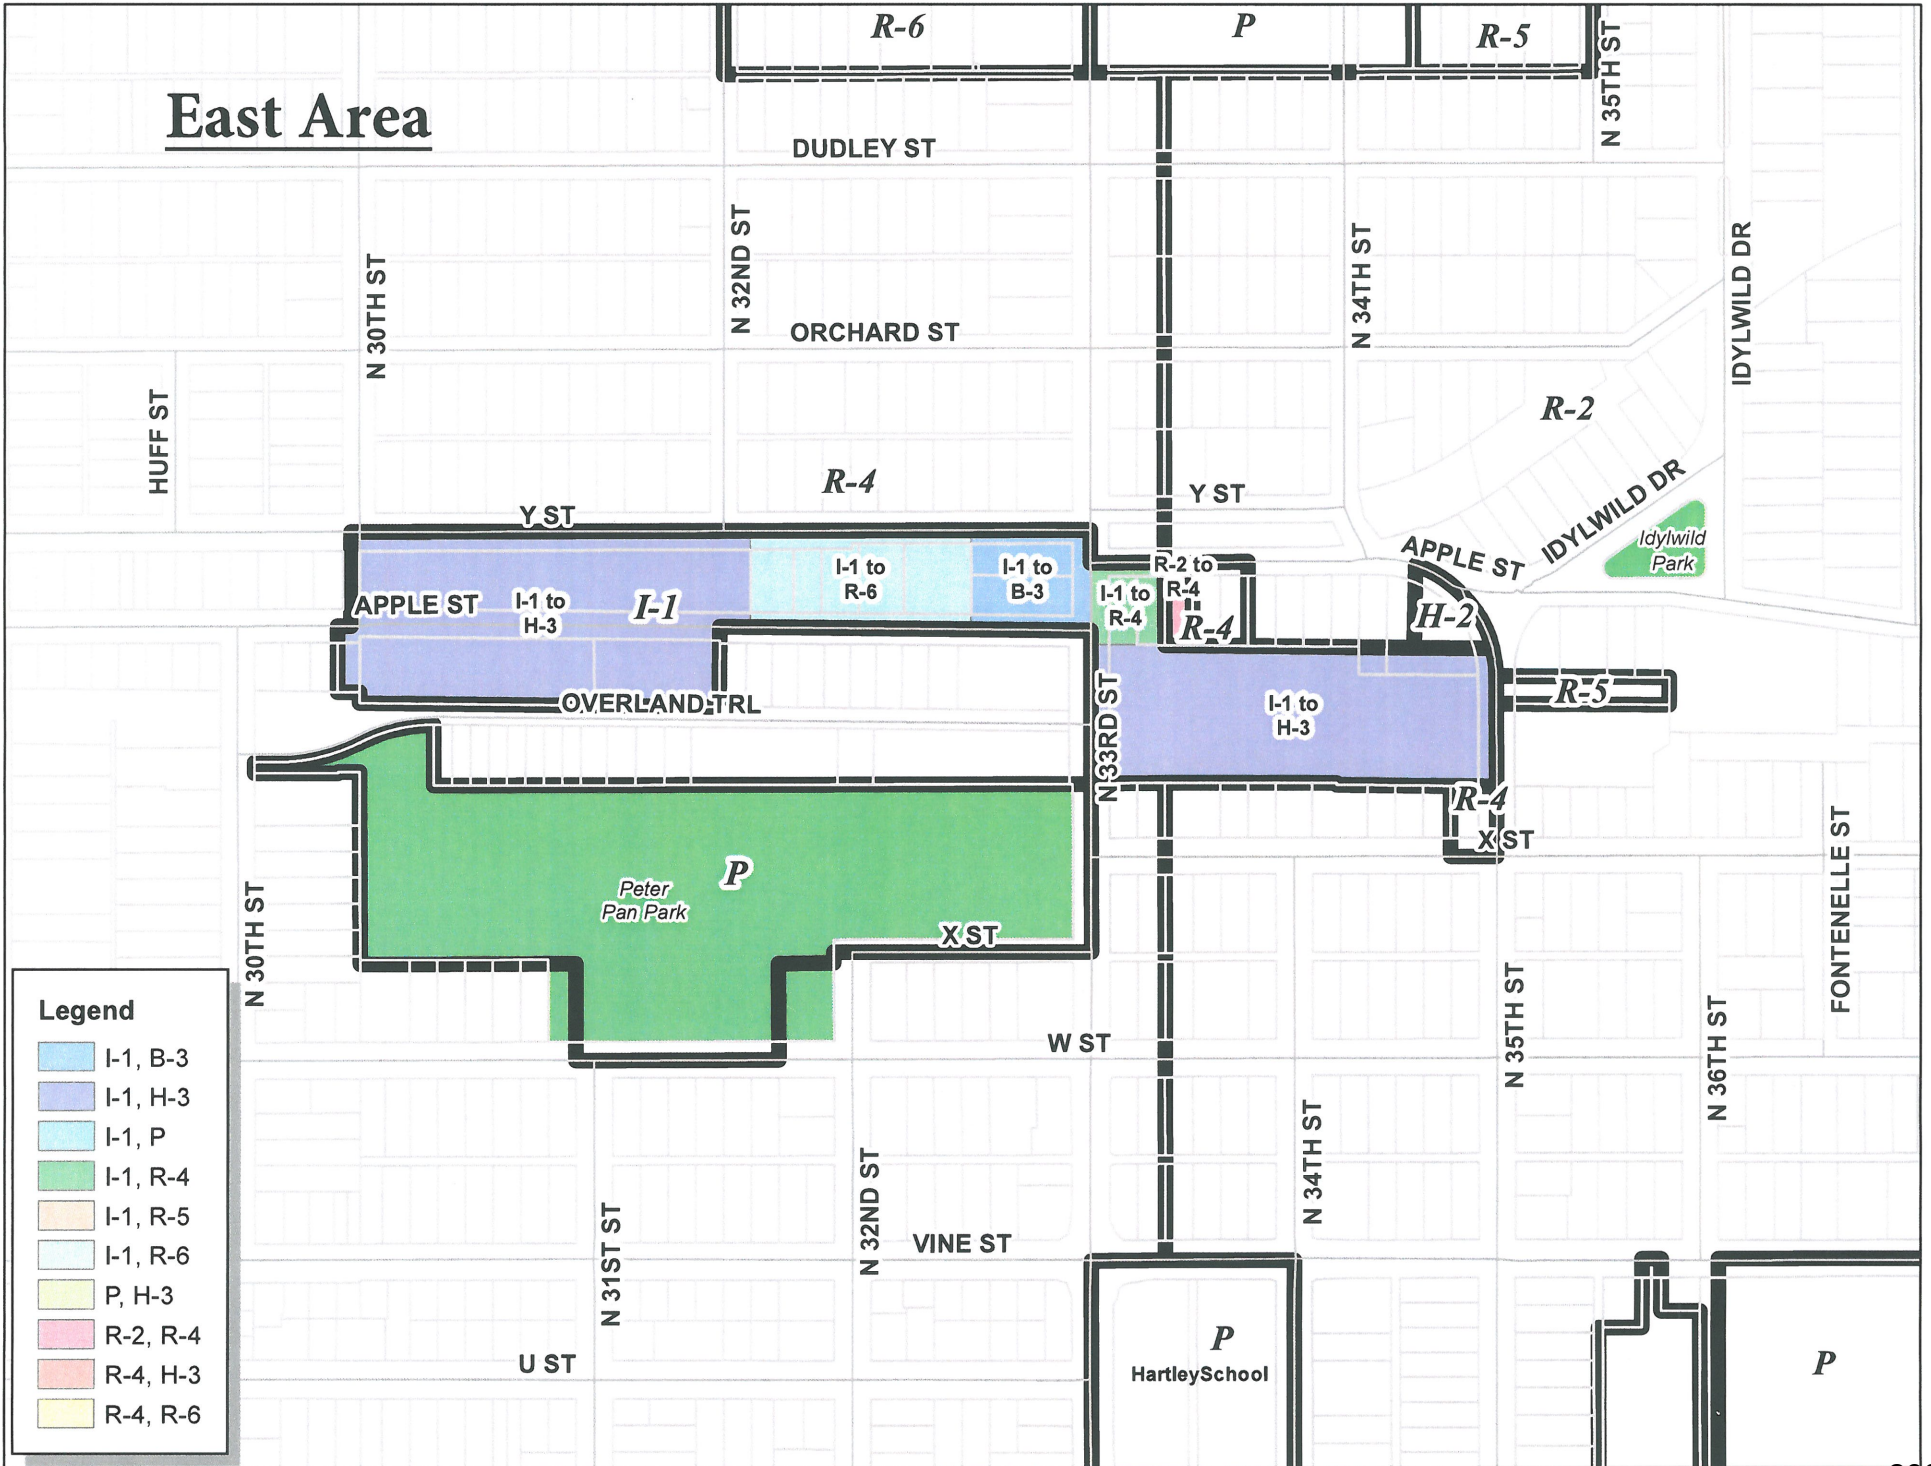 R-6
P
R-5
N 35TH ST
East Area
DUDLEY ST
N 32ND ST
N 30TH ST
N 34TH ST
IDYLWILD DR
ORCHARD ST
HUFF ST
R-2
R-4
Y ST
Y ST
IDYLWILD DR
APPLE ST
Idylwild
Park
I-1 to
R-6
I-1 to
B-3
R-2 to
R-4
I-1 to
R-4
R-4
H-2
APPLE ST
I-1 to
H-3
I-1
OVERLAND TRL
N 33RD ST
I-1 to
H-3
R-5
R-4
X ST
P
Peter
Pan Park
X ST
N 30TH ST
FONTENELLE ST
W ST
N 35TH ST
N 36TH ST
N 34TH ST
N 32ND ST
N 31ST ST
VINE ST
U ST
P
HartleySchool
P
Legend
I-1, B-3
I-1, H-3
I-1, P
I-1, R-4
I-1, R-5
I-1, R-6
P, H-3
R-2, R-4
R-4, H-3
R-4, R-6